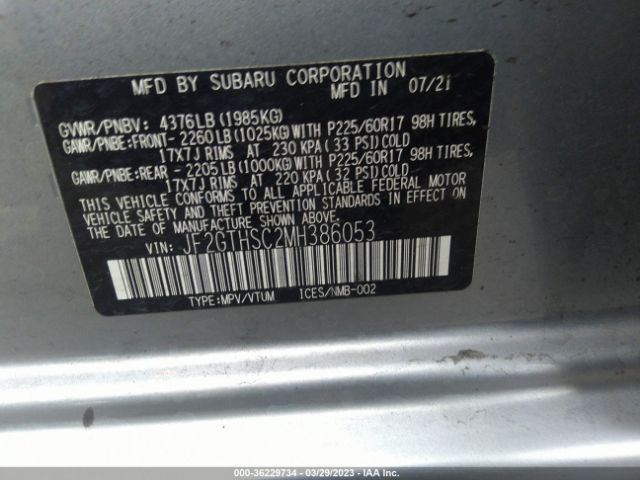 MFD BY SUBARU CORPORATION
MFD IN 07/21
GVWR/PNBV: 4376LB(1985KG)
GAWR/PNBE:FRONT- 2260LB(1025KG)WITH P225/60R17 98H TIRES,
17X7J RIMS AT 230 KPA(33 PSI)COLD
GAWR/PNBE:REAR - 2205LB(1000KG)WITH P225/60R17 98H TIRES,
17X7J RIMS AT 220 KPA(32 PSI)COLD
THIS VEHICLE CONFORMS TO ALL APPLICABLE FEDERAL MOTOR
VEHICLE SAFETY AND THEFT PREVENTION STANDARDS IN EFFECT ON
THE DATE OF MANUFACTURE SHOWN ABOVE.
VIN: JF2GTHSC2MH386053
TYPE:MPV/VTUM ICES/NMB-002
000-36229734 - 03/29/2023 - IAA Inc.